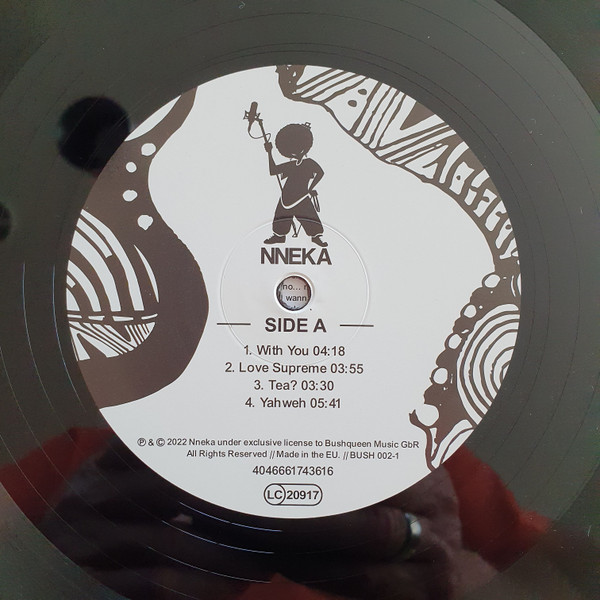 NNEKA
no...
wann
SIDE A
1. With You 04:18
2. Love Supreme 03:55
3. Tea? 03:30
4. Yahweh 05:41
℗ & © 2022 Nneka under exclusive license to Bushqueen Music GbR
All Rights Reserved // Made in the EU. // BUSH 002-1
4046661743616
LC 20917